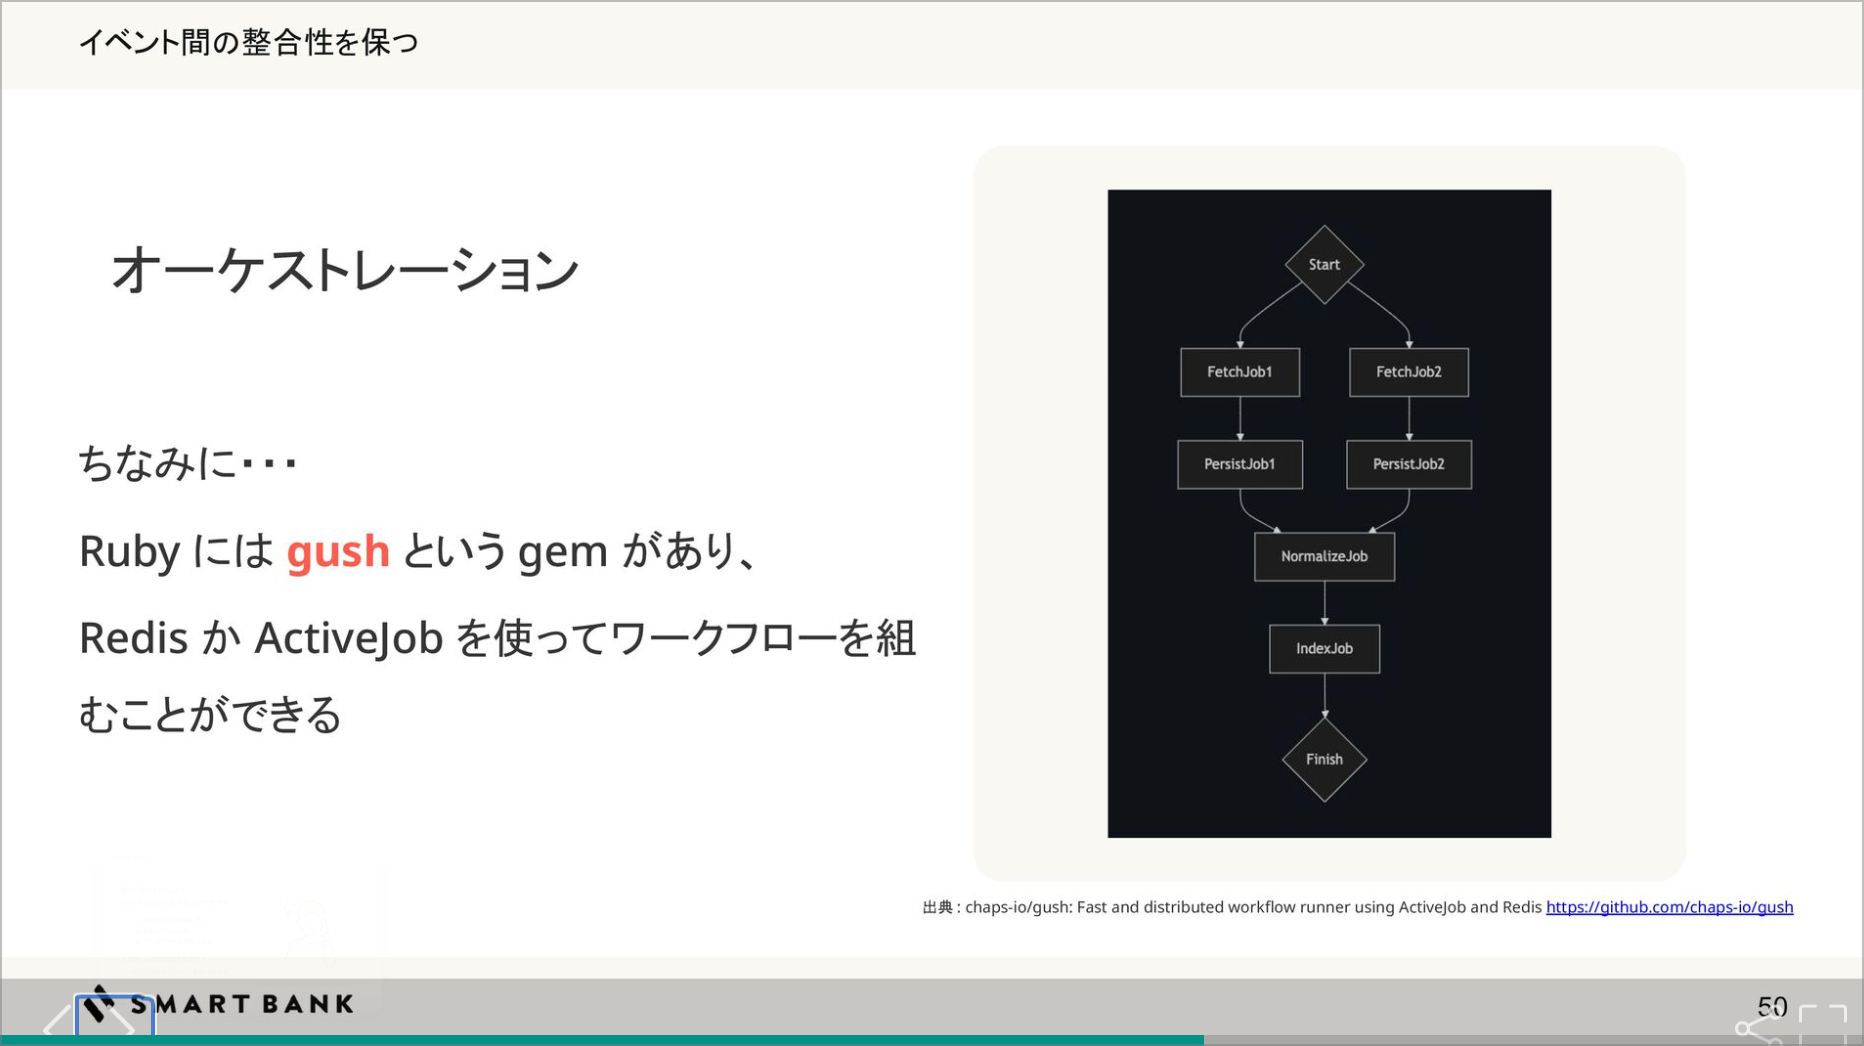 イベント間の整合性を保つ
オーケストレーション
ちなみに・・・
Ruby には gush という gem があり、
Redis か ActiveJob を使ってワークフローを組
むことができる
Start
FetchJob1 FetchJob2
PersistJob1 PersistJob2
NormalizeJob
IndexJob
Finish
出典 : chaps-io/gush: Fast and distributed workflow runner using ActiveJob and Redis https://github.com/chaps-io/gush
SMART BANK
50